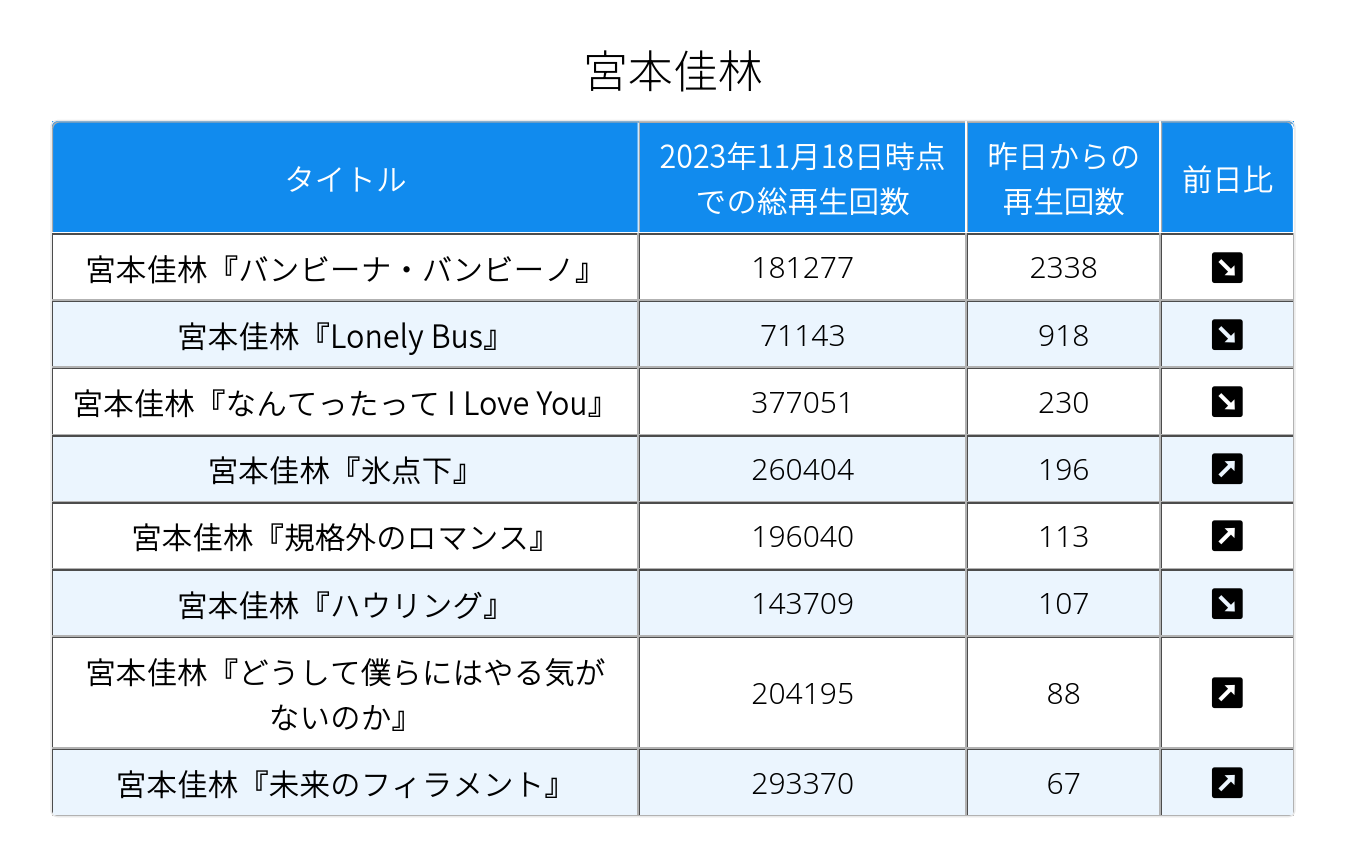 宮本佳林
タイトル
2023年11月18日時点
での総再生回数
昨日からの
再生回数
前日比
宮本佳林『バンビーナ・バンビーノ』 181277 2338 ↘
宮本佳林『Lonely Bus』 71143 918 ↘
宮本佳林『なんてったって I Love You』 377051 230 ↘
宮本佳林『氷点下』 260404 196 ↗
宮本佳林『規格外のロマンス』 196040 113 ↗
宮本佳林『ハウリング』 143709 107 ↘
宮本佳林『どうして僕らにはやる気が
ないのか』 204195 88 ↗
宮本佳林『未来のフィラメント』 293370 67 ↗